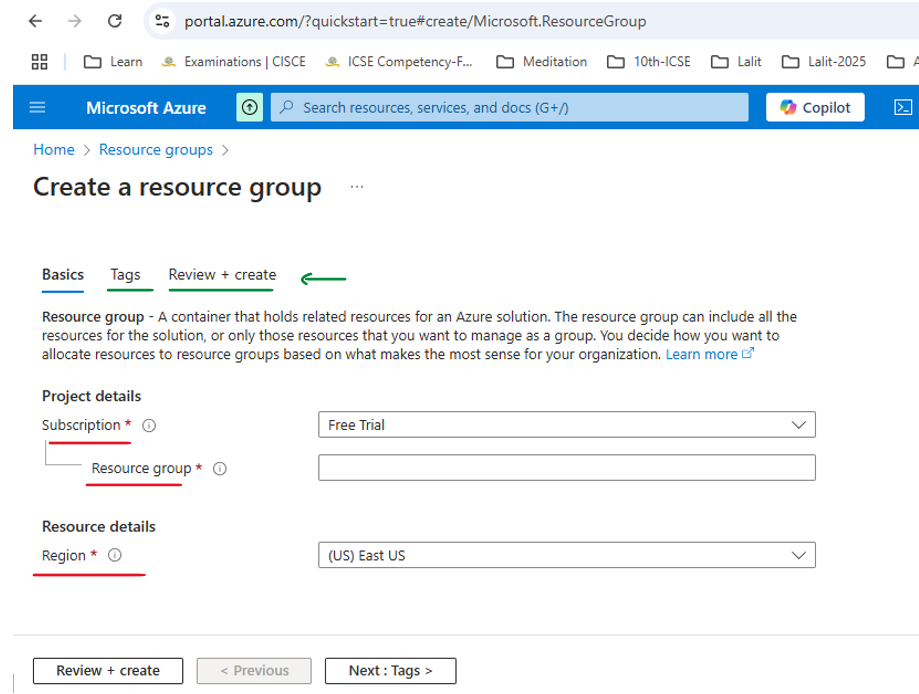 portal.azure.com/?quickstart=true#create/Microsoft.ResourceGroup
Learn Examinations | CISCE ICSE Competency-F... Meditation 10th-ICSE Lalit Lalit-2025 A
Microsoft Azure Search resources, services, and docs (G+/) Copilot
Home > Resource groups >
Create a resource group ...
Basics Tags Review + create
Resource group - A container that holds related resources for an Azure solution. The resource group can include all the
resources for the solution, or only those resources that you want to manage as a group. You decide how you want to
allocate resources to resource groups based on what makes the most sense for your organization. Learn more
Project details
Subscription * Free Trial
Resource group *
Resource details
Region * (US) East US
Review + create < Previous Next : Tags >